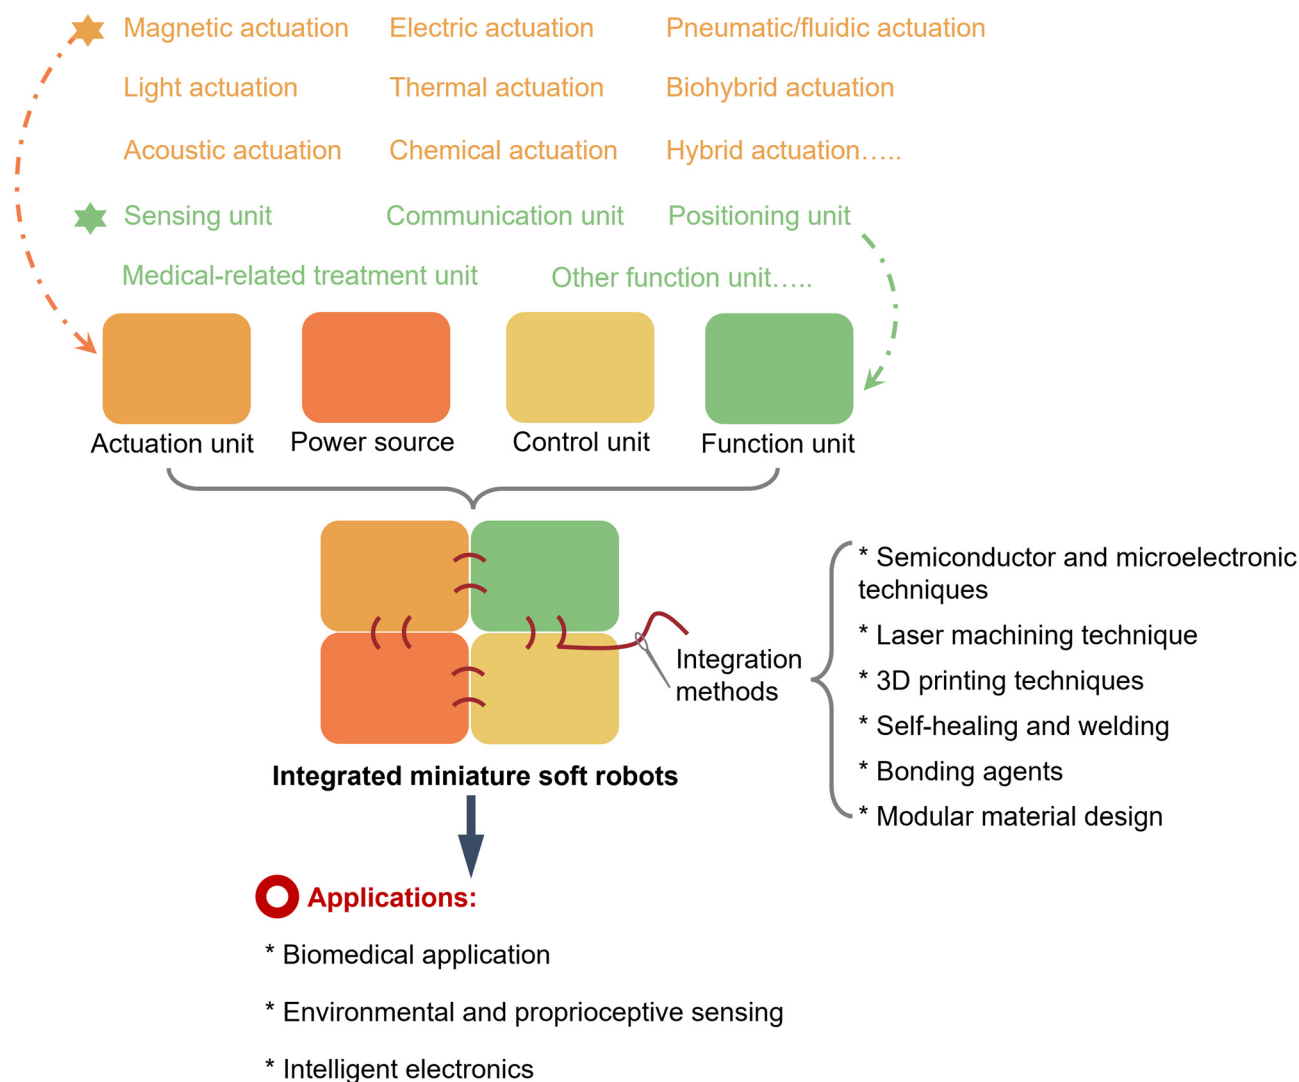 Magnetic actuation Electric actuation Pneumatic/fluidic actuation
Light actuation Thermal actuation Biohybrid actuation
Acoustic actuation Chemical actuation Hybrid actuation…..
Sensing unit Communication unit Positioning unit
Medical-related treatment unit Other function unit…..
Actuation unit Power source Control unit Function unit
Integration
methods
* Semiconductor and microelectronic
techniques
* Laser machining technique
* 3D printing techniques
* Self-healing and welding
* Bonding agents
* Modular material design
Integrated miniature soft robots
Applications:
* Biomedical application
* Environmental and proprioceptive sensing
* Intelligent electronics